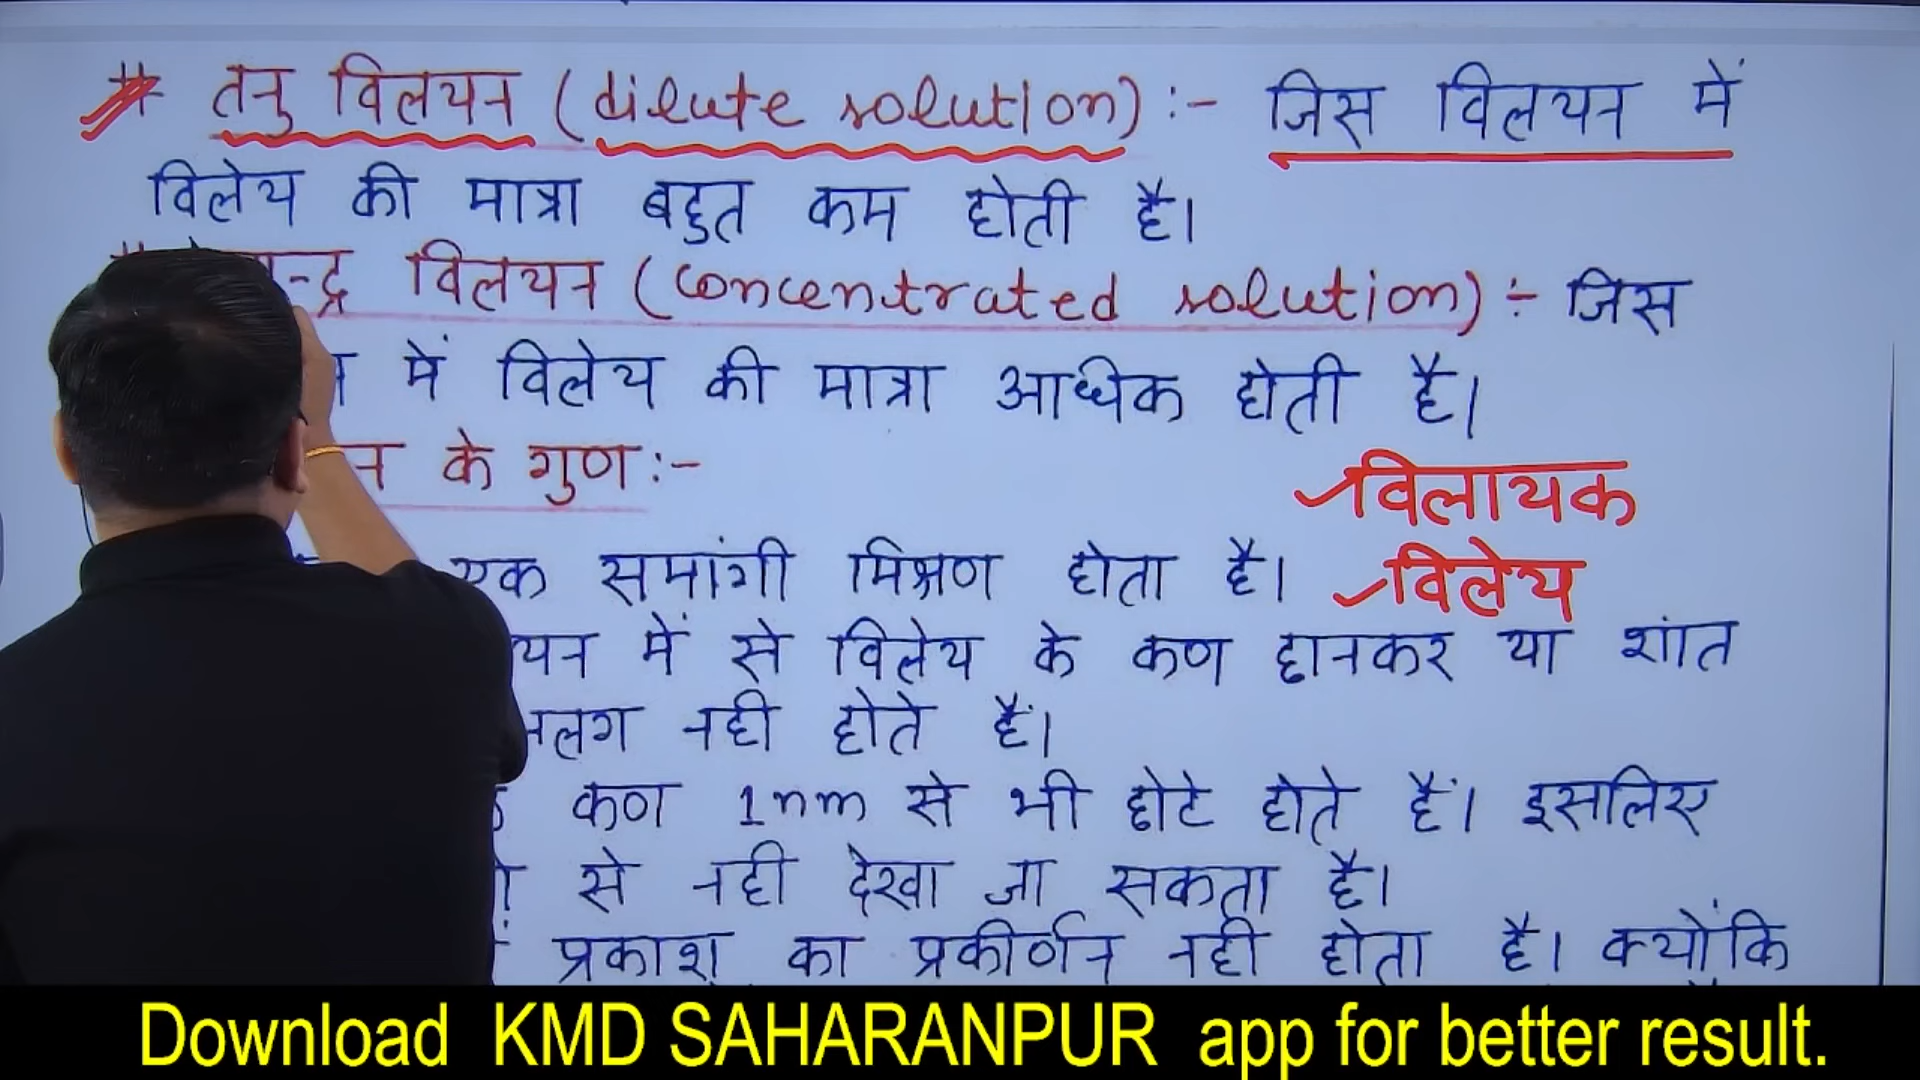 # तनु विलयन (dilute solution) :- जिस विलयन में
विलेय की मात्रा बहुत कम होती है।
विलयन (concentrated solution) :- जिस
में विलेय की मात्रा अधिक होती है।
के गुण :-
विलायक
एक समांगी मिश्रण होता है।
विलेय
में से विलेय के कण छानकर या शांत
नही होते हैं।
कण 1nm से भी छोटे होते हैं। इसलिए
से नही देखा जा सकता है।
प्रकाश का प्रकीर्णन नही होता है। क्योंकि
Download KMD SAHARANPUR app for better result.